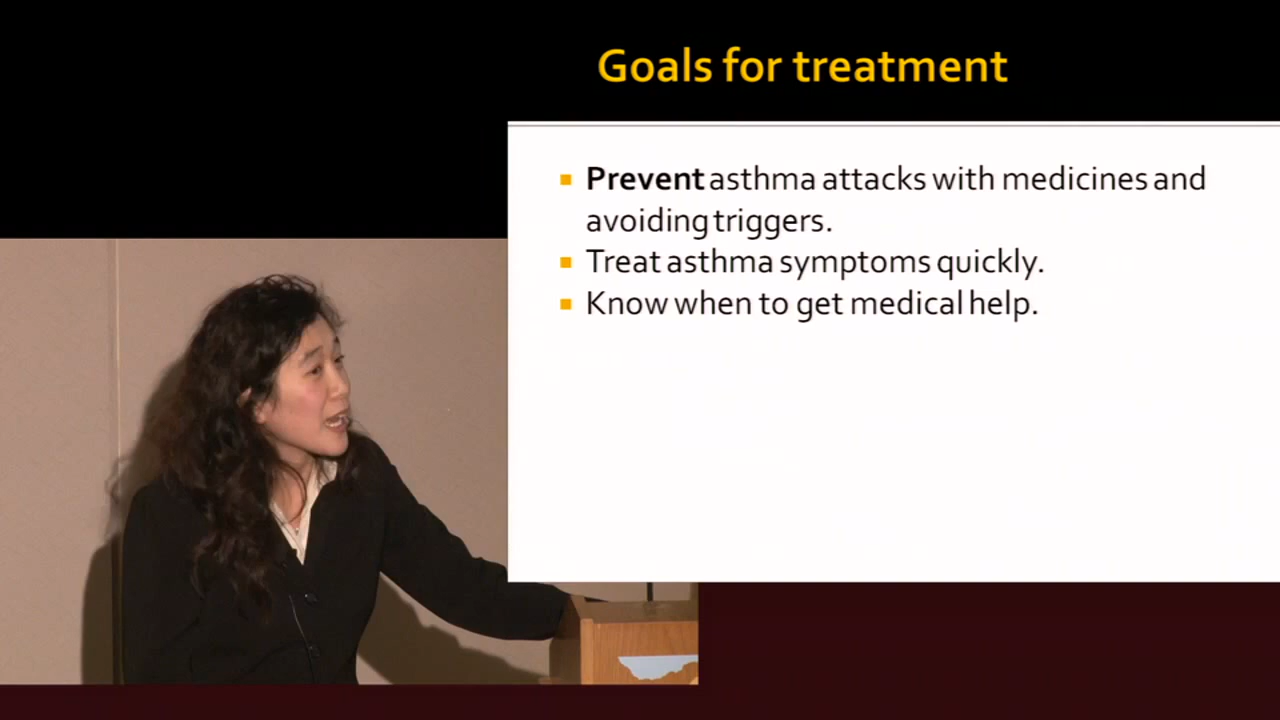 Goals for treatment
Prevent asthma attacks with medicines and
avoiding triggers.
Treat asthma symptoms quickly.
Know when to get medical help.